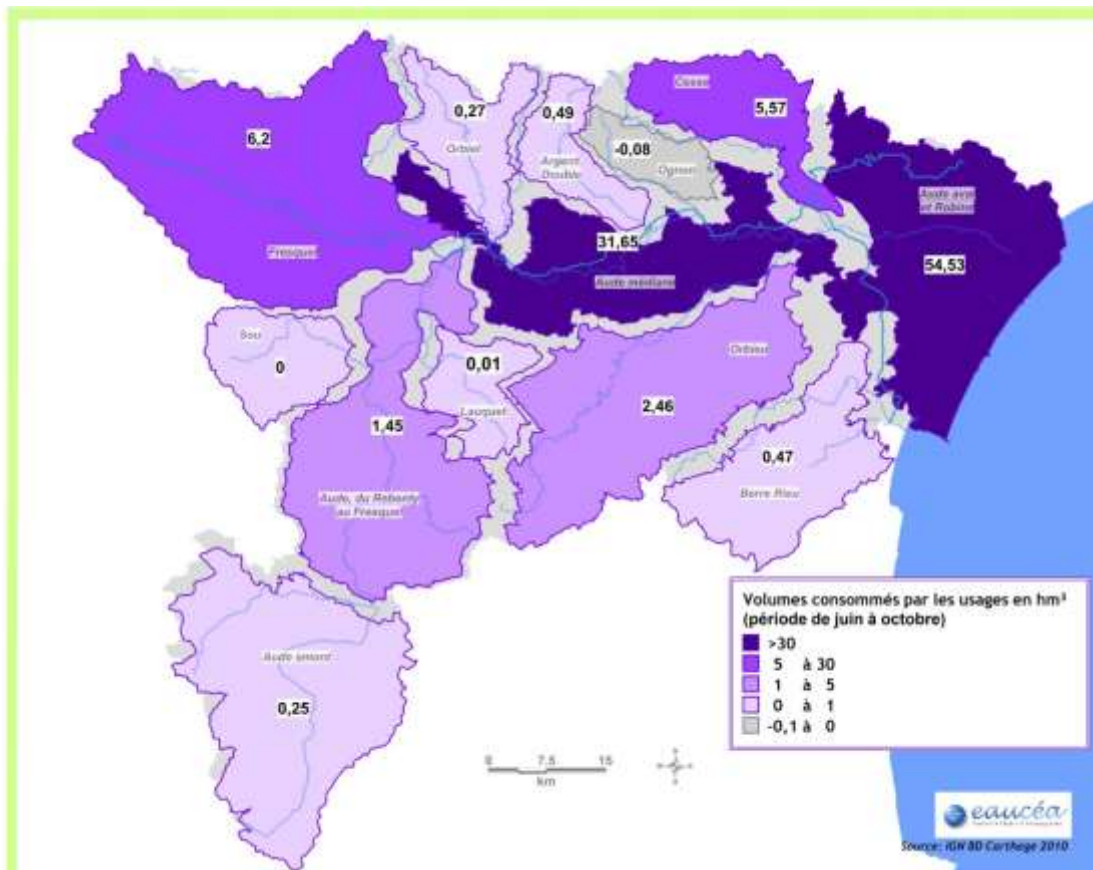 6,2
0,27
0,49
5,57
Cesse
-0,08
Orbiel
Argent
Double
Ognon
Aude aval
et Robine
Fresquel
31,65
54,53
Aude médiane
Sou
0
0,01
Orbieu
Lauquet
2,46
1,45
0,47
Berre Rieu
Aude, du Rebenty
au Fresquel
Aude amont
0,25
Volumes consommés par les usages en hm³
(période de juin à octobre)
>30
5 à 30
1 à 5
0 à 1
-0,1 à 0
0 7,5 15
km
eaucéa
Source: IGN BD Carthage 2010